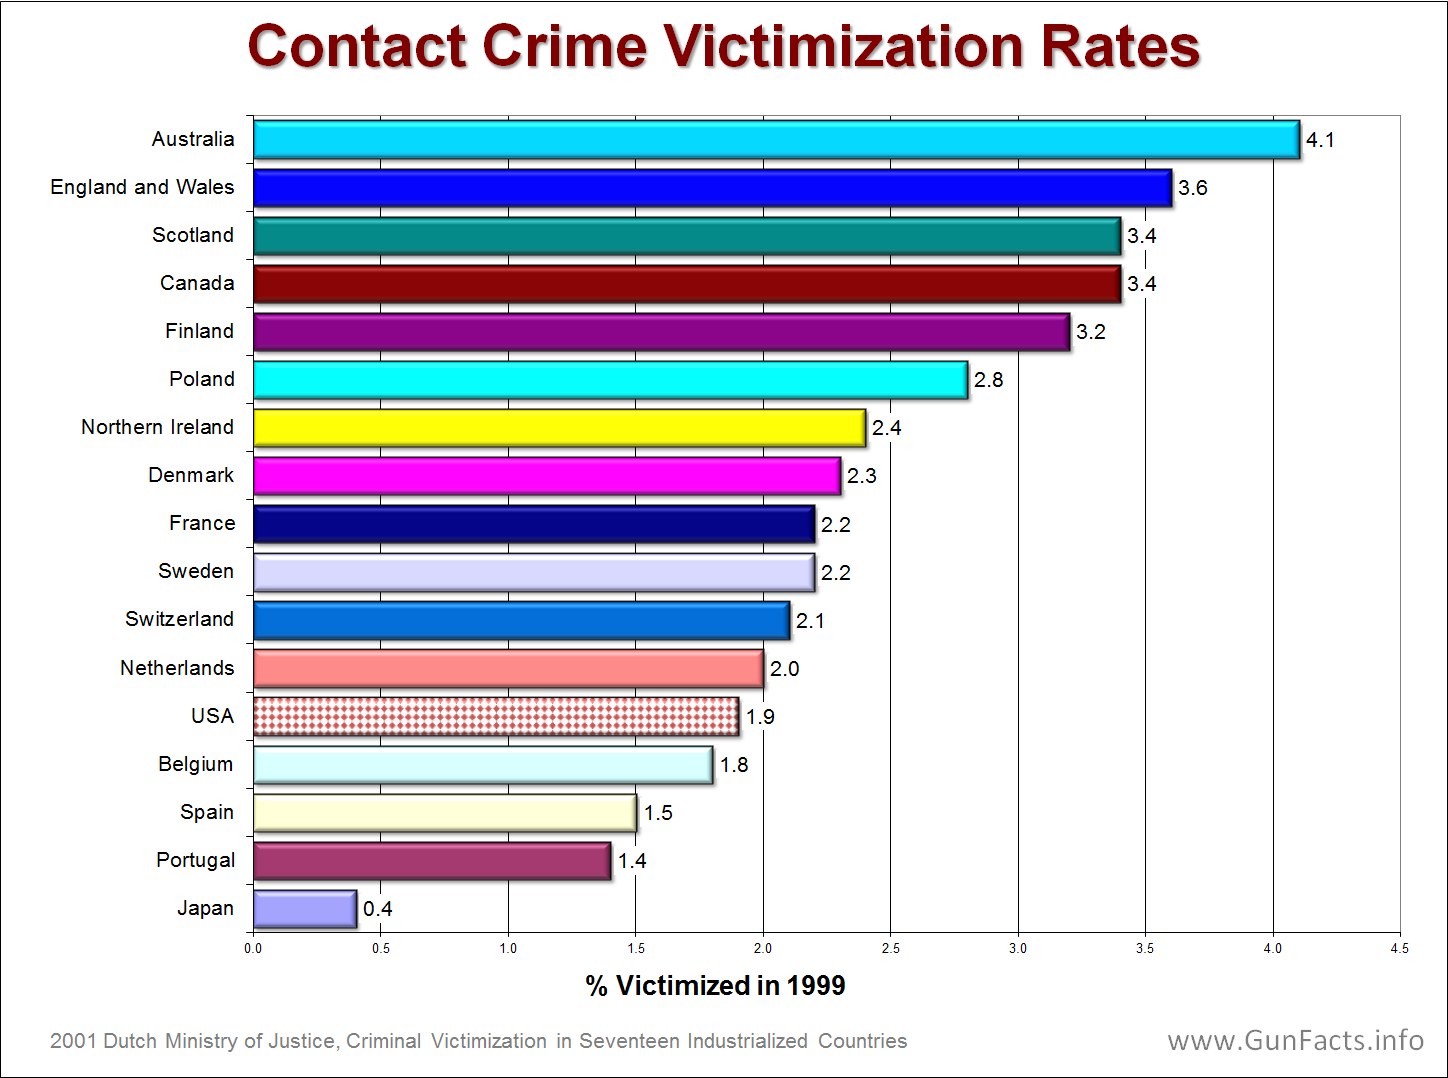 Contact Crime Victimization Rates
Australia 4.1
England and Wales 3.6
Scotland 3.4
Canada 3.4
Finland 3.2
Poland 2.8
Northern Ireland 2.4
Denmark 2.3
France 2.2
Sweden 2.2
Switzerland 2.1
Netherlands 2.0
USA 1.9
Belgium 1.8
Spain 1.5
Portugal 1.4
Japan 0.4
0.0 0.5 1.0 1.5 2.0 2.5 3.0 3.5 4.0 4.5
% Victimized in 1999
2001 Dutch Ministry of Justice, Criminal Victimization in Seventeen Industrialized Countries
www.GunFacts.info